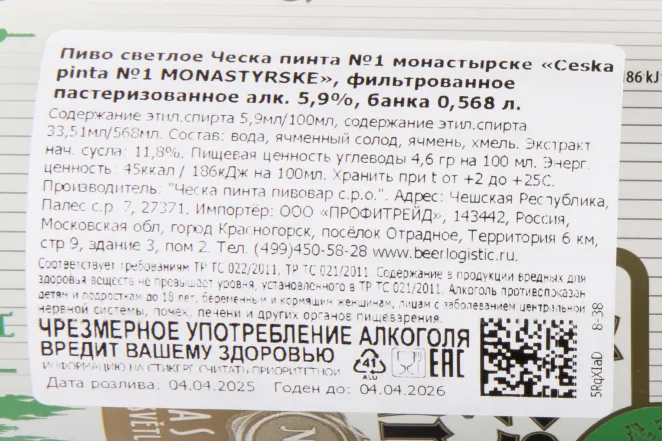 Пиво светлое Ческа пинта №1 монастырске «Ceska
pinta №1 MONASTYRSKE», фильтрованное
пастеризованное алк. 5,9%, банка 0,568 л.
86 kJ
Содержание этил.спирта 5,9мл/100мл, содержание этил.спирта
33,51мл/568мл. Состав: вода, ячменный солод, ячмень, хмель. Экстракт.
нач. сусла: 11,8%. Пищевая ценность углеводы 4,6 гр на 100 мл. Энерг.
ценность: 45ккал / 186кДж на 100мл. Хранить при t от +2 до +25С.
Производитель: "Ческа пинта пивовар с.р.о.". Адрес: Чешская Республика,
Палес с.р. 7, 27371. Импортёр: ООО «ПРОФИТРЕЙД», 143442, Россия,
Московская обл, город Красногорск, посёлок Отрадное, Территория 6 км,
стр 9, здание 3, пом 2. Тел. (499)450-58-28 www.beerlogistic.ru.
Соответствует требованиям ТР ТС 022/2011, ТР ТС 021/2011. Содержание в продукции вредных для
здоровья веществ не превышает уровня, установленного в ТР ТС 021/2011. Алкоголь противопоказан
детям и подросткам до 18 лет, беременным и кормящим женщинам, лицам с заболеванием центральной
нервной системы, почек, печени и других органов пищеварения.
ЧРЕЗМЕРНОЕ УПОТРЕБЛЕНИЕ АЛКОГОЛЯ
ВРЕДИТ ВАШЕМУ ЗДОРОВЬЮ
41
ALU
EAC
ИНФОРМАЦИЮ НА СТИКЕРЕ СЧИТАТЬ ПРИОРИТЕТНОЙ
Дата розлива: 04.04.2025 Годен до: 04.04.2026
5RqXIaD 8-38